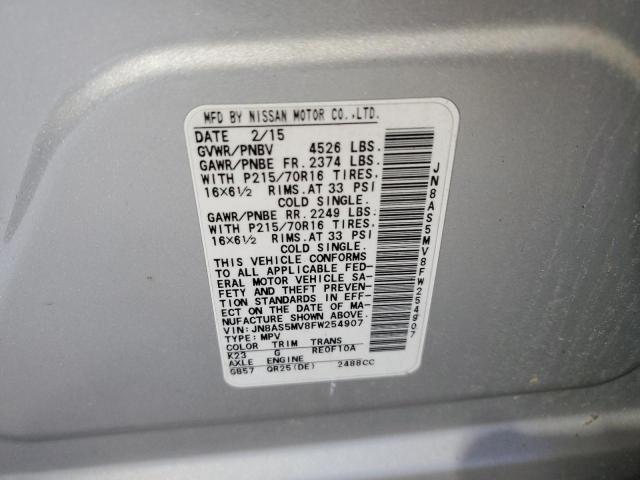 MFD BY NISSAN MOTOR CO.,LTD.
DATE 2/15
GVWR/PNBV 4526 LBS.
GAWR/PNBE FR. 2374 LBS.
WITH P215/70R16 TIRES,
16X6½ RIMS.AT 33 PSI
COLD SINGLE.
GAWR/PNBE RR. 2249 LBS.
WITH P215/70R16 TIRES,
16X6½ RIMS.AT 33 PSI
COLD SINGLE.
THIS VEHICLE CONFORMS
TO ALL APPLICABLE FED-
ERAL MOTOR VEHICLE SA-
FETY AND THEFT PREVEN-
TION STANDARDS IN EFF-
ECT ON THE DATE OF MA-
NUFACTURE SHOWN ABOVE.
VIN: JN8AS5MV8FW254907
TYPE: MPV
COLOR TRIM TRANS
K23 G RE0F10A
AXLE ENGINE
GB57 QR25(DE) 2488CC
JN8AS5MV8FW254907